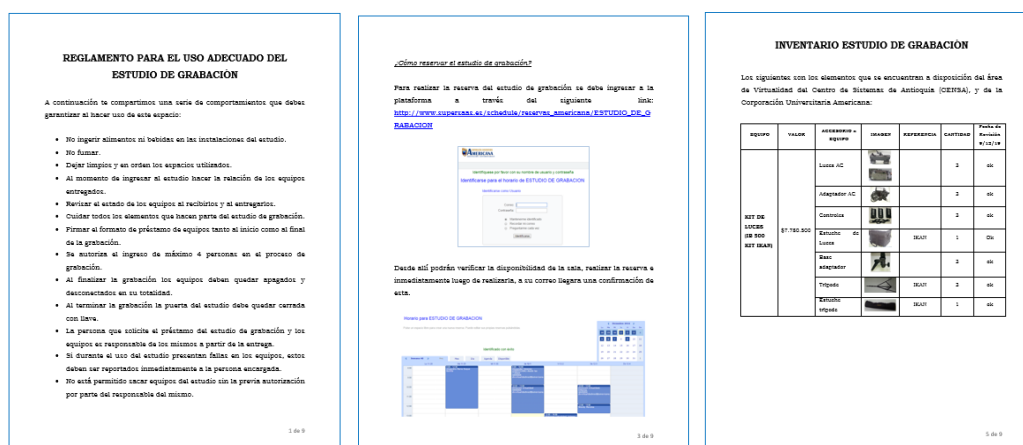 REGLAMENTO PARA EL USO ADECUADO DEL
ESTUDIO DE GRABACIÓN
A continuación te compartimos una serie de comportamientos que debes
garantizar al hacer uso de este espacio:
• No ingerir alimentos ni bebidas en las instalaciones del estudio.
• No fumar.
• Dejar limpios y en orden los espacios utilizados.
• Al momento de ingresar al estudio hacer la relación de los equipos
entregados.
• Revisar el estado de los equipos al recibirlos y al entregarlos.
• Cuidar todos los elementos que hacen parte del estudio de grabación.
• Firmar el formato de préstamo de equipos tanto al inicio como al final
de la grabación.
• Se autoriza el ingreso de máximo 4 personas en el proceso de
grabación.
• Al finalizar la grabación los equipos deben quedar apagados y
desconectados en su totalidad.
• Al terminar la grabación la puerta del estudio debe quedar cerrada
con llave.
• La persona que solicite el préstamo del estudio de grabación y los
equipos es responsable de los mismos a partir de la entrega.
• Si durante el uso del estudio presentan fallas en los equipos, estos
deben ser reportados inmediatamente a la persona encargada.
• No está permitido sacar equipos del estudio sin la previa autorización
por parte del responsable del mismo.
1 de 9
¿Cómo reservar el estudio de grabación?
Para realizar la reserva del estudio de grabación se debe ingresar a la
plataforma a través del siguiente link:
http://www.supersaas.es/schedule/reservas_americana/ESTUDIO_DE_G
RABACION
AMERICANA
Identifíquese por favor con su nombre de usuario y contraseña
Identificarse para el horario de ESTUDIO DE GRABACION
Desde allí podrán verificar la disponibilidad de la sala, realizar la reserva e
inmediatamente luego de realizarla, a su correo llegara una confirmación de
esta.
Horario para ESTUDIO DE GRABACION
3 de 9
INVENTARIO ESTUDIO DE GRABACIÓN
Los siguientes son los elementos que se encuentran a disposición del área
de Virtualidad del Centro de Sistemas de Antioquia (CENSA), y de la
Corporación Universitaria Americana:
EQUIPO VALOR ACCESORIO o EQUIPO IMAGEN REFERENCIA CANTIDAD Fecha de Revisión 9/12/19
KIT DE LUCES (IB 500 KIT IKAN) $7.780.500
Luces AC 3 ok
Adaptador AC 3 ok
Controles 3 ok
Estuche de Luces IKAN 1 Ok
Base adaptador 3 ok
Trípode IKAN 3 ok
Estuche trípode IKAN 1 ok
5 de 9